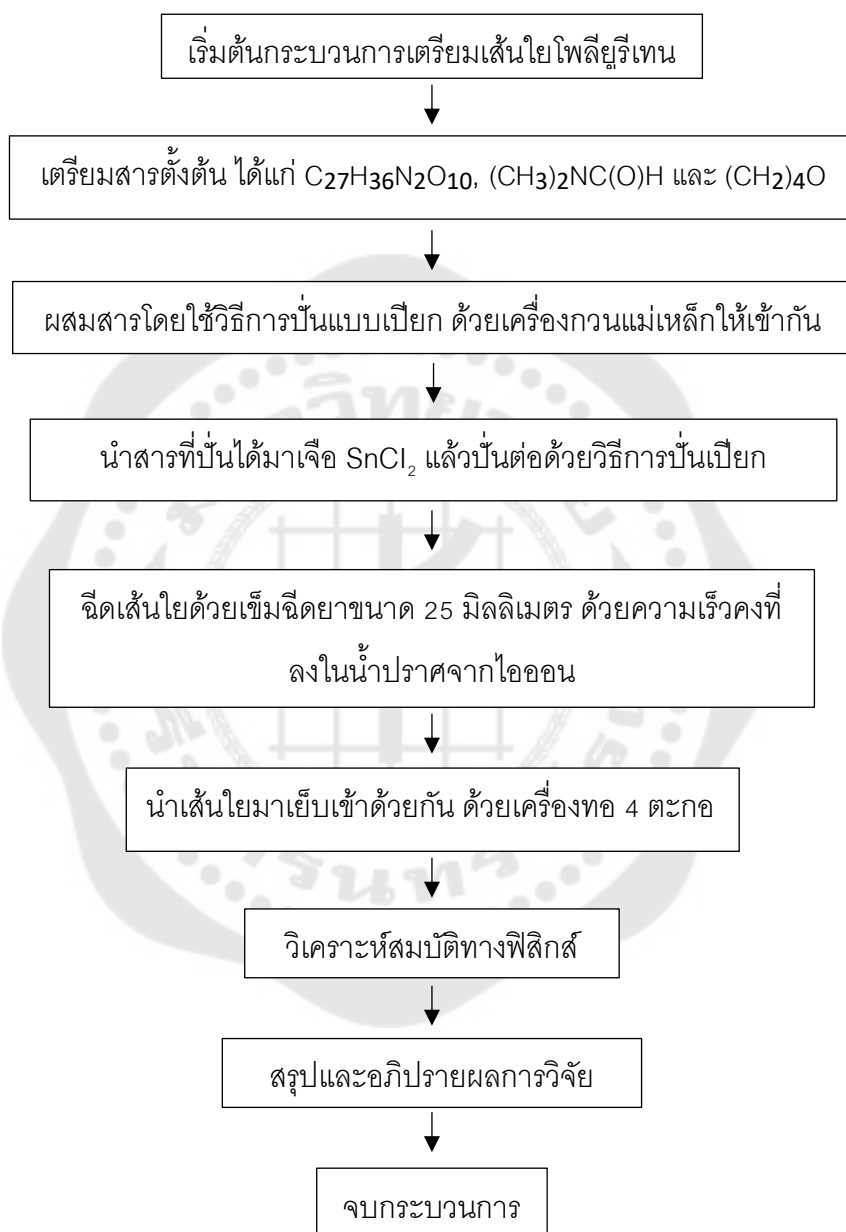 เริ่มต้นกระบวนการเตรียมเส้นใยโพลียูรีเทน
เตรียมสารตั้งต้น ได้แก่ C27H36N2O10, (CH3)2NC(O)H และ (CH2)4O
ผสมสารโดยใช้วิธีการปั่นแบบเปียก ด้วยเครื่องกวนแม่เหล็กให้เข้ากัน
นำสารที่ปั่นได้มาเจือ SnCl₂ แล้วปั่นต่อด้วยวิธีการปั่นเปียก
ฉีดเส้นใยด้วยเข็มฉีดยาขนาด 25 มิลลิเมตร ด้วยความเร็วคงที่
ลงในน้ำปราศจากไอออน
นำเส้นใยมาเย็บเข้าด้วยกัน ด้วยเครื่องทอ 4 ตะกอ
วิเคราะห์สมบัติทางฟิสิกส์
สรุปและอภิปรายผลการวิจัย
จบกระบวนการ